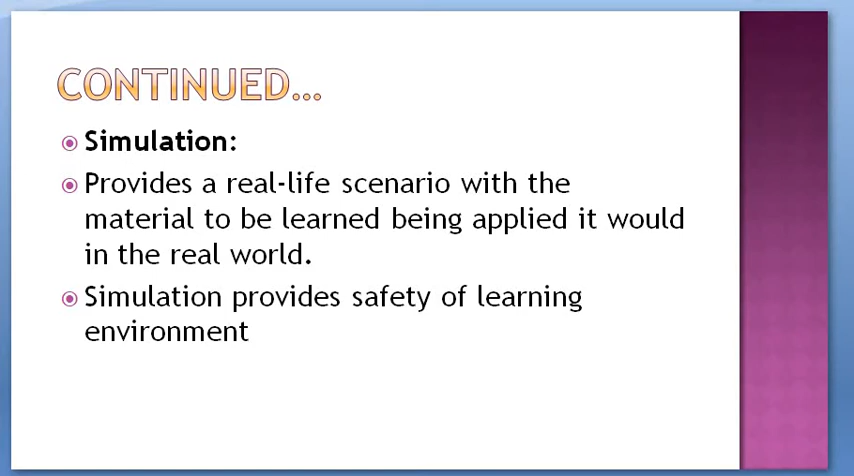 CONTINUED...
Simulation:
Provides a real-life scenario with the
material to be learned being applied it would
in the real world.
Simulation provides safety of learning
environment